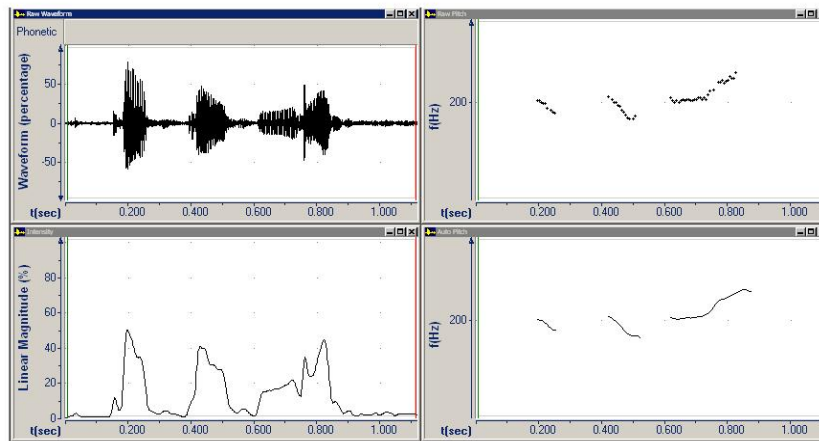 Raw Waveform
Phonetic
Waveform (percentage)
50
0
-50
t(sec)
0.200
0.400
0.600
0.800
1.000
Raw Pitch
f(Hz)
200
t(sec)
0.200
0.400
0.600
0.800
1.000
Intensity
Linear Magnitude (%)
80
60
40
20
0
t(sec)
0.200
0.400
0.600
0.800
1.000
Auto Pitch
f(Hz)
200
t(sec)
0.200
0.400
0.600
0.800
1.000